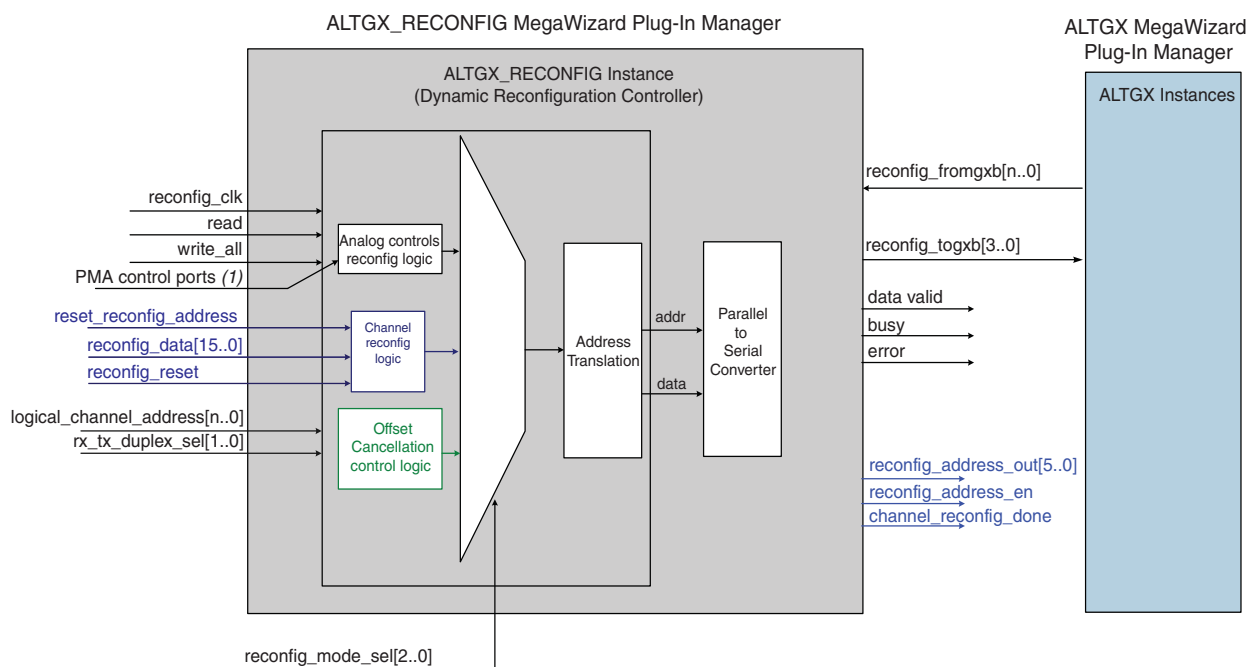 ALTGX_RECONFIG MegaWizard Plug-In Manager
ALTGX MegaWizard
Plug-In Manager
ALTGX_RECONFIG Instance
(Dynamic Reconfiguration Controller)
ALTGX Instances
reconfig_clk
read
write_all
PMA control ports (1)
reset_reconfig_address
reconfig_data[15..0]
reconfig_reset
logical_channel_address[n..0]
rx_tx_duplex_sel[1..0]
Analog controls
reconfig logic
Channel
reconfig
logic
Offset
Cancellation
control logic
Address
Translation
addr
data
Parallel
to
Serial
Converter
reconfig_fromgxb[n..0]
reconfig_togxb[3..0]
data valid
busy
error
reconfig_address_out[5..0]
reconfig_address_en
channel_reconfig_done
reconfig_mode_sel[2..0]